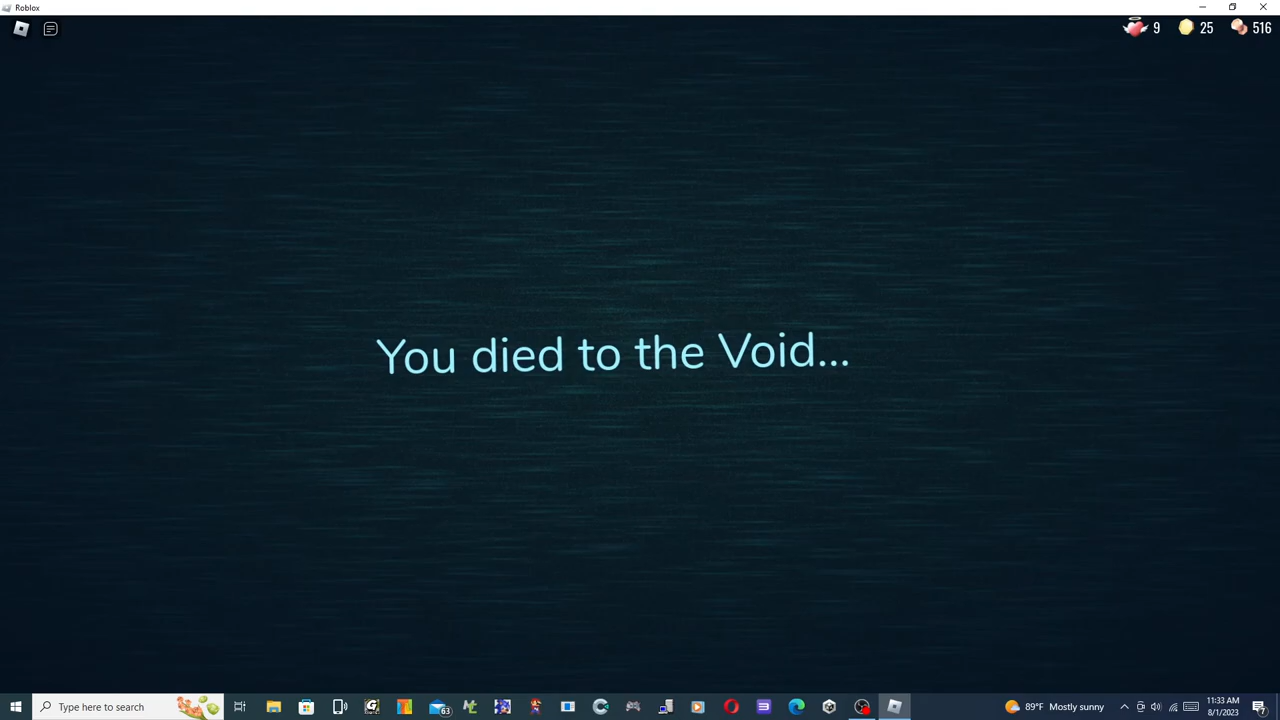 Roblox
9
25
516
You died to the Void...
Type here to search
63
89°F Mostly sunny
11:33 AM
8/1/2023